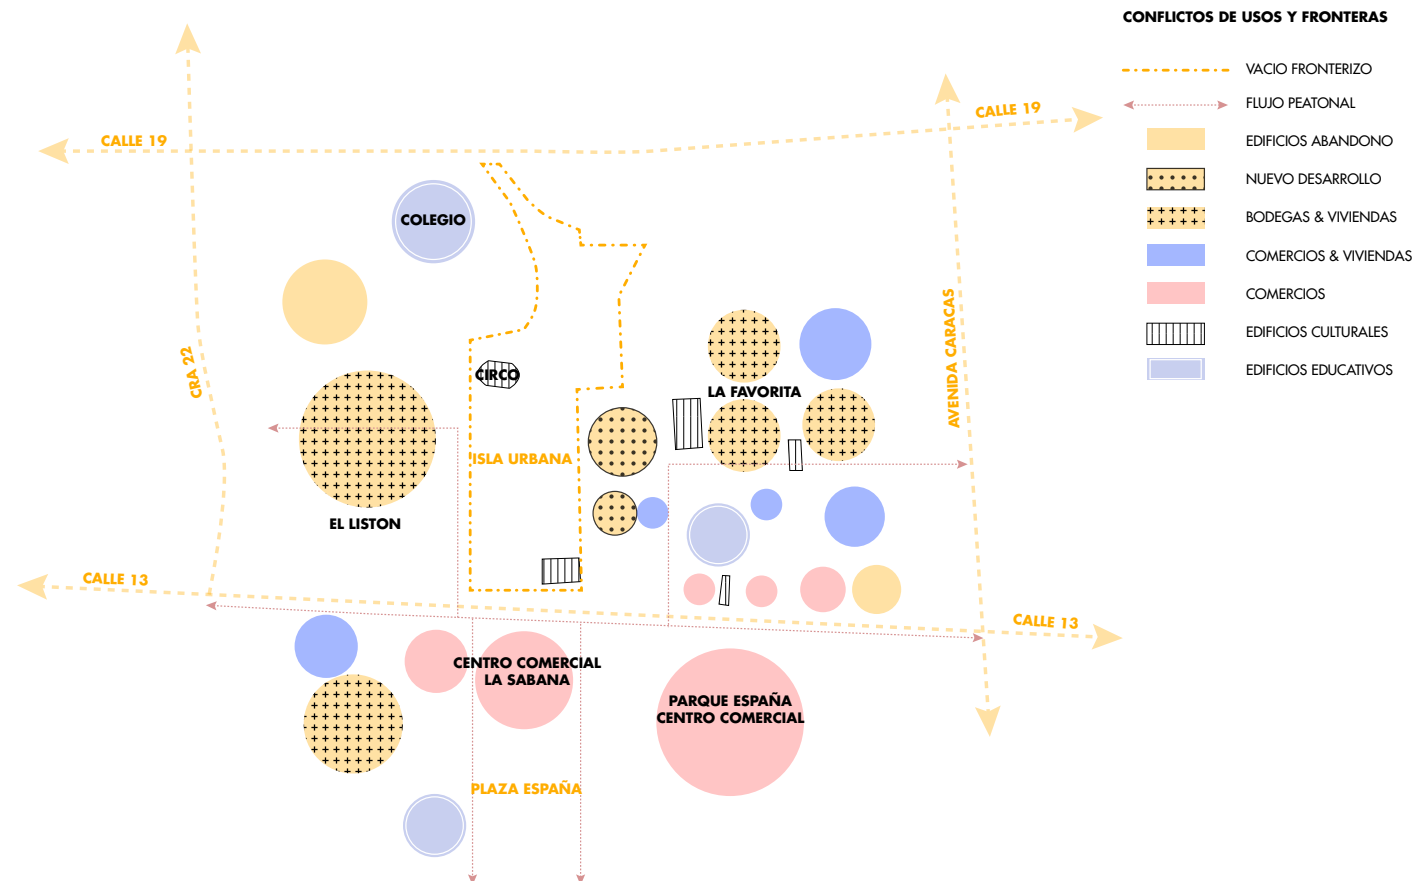 CONFLICTOS DE USOS Y FRONTERAS
VACIO FRONTERIZO
FLUJO PEATONAL
EDIFICIOS ABANDONO
NUEVO DESARROLLO
BODEGAS & VIVIENDAS
COMERCIOS & VIVIENDAS
COMERCIOS
EDIFICIOS CULTURALES
EDIFICIOS EDUCATIVOS
CALLE 19
CALLE 19
COLEGIO
CRA 22
AVENIDA CARACAS
CIRCO
LA FAVORITA
ISLA URBANA
EL LISTON
CALLE 13
CALLE 13
CENTRO COMERCIAL
LA SABANA
PARQUE ESPAÑA
CENTRO COMERCIAL
PLAZA ESPAÑA